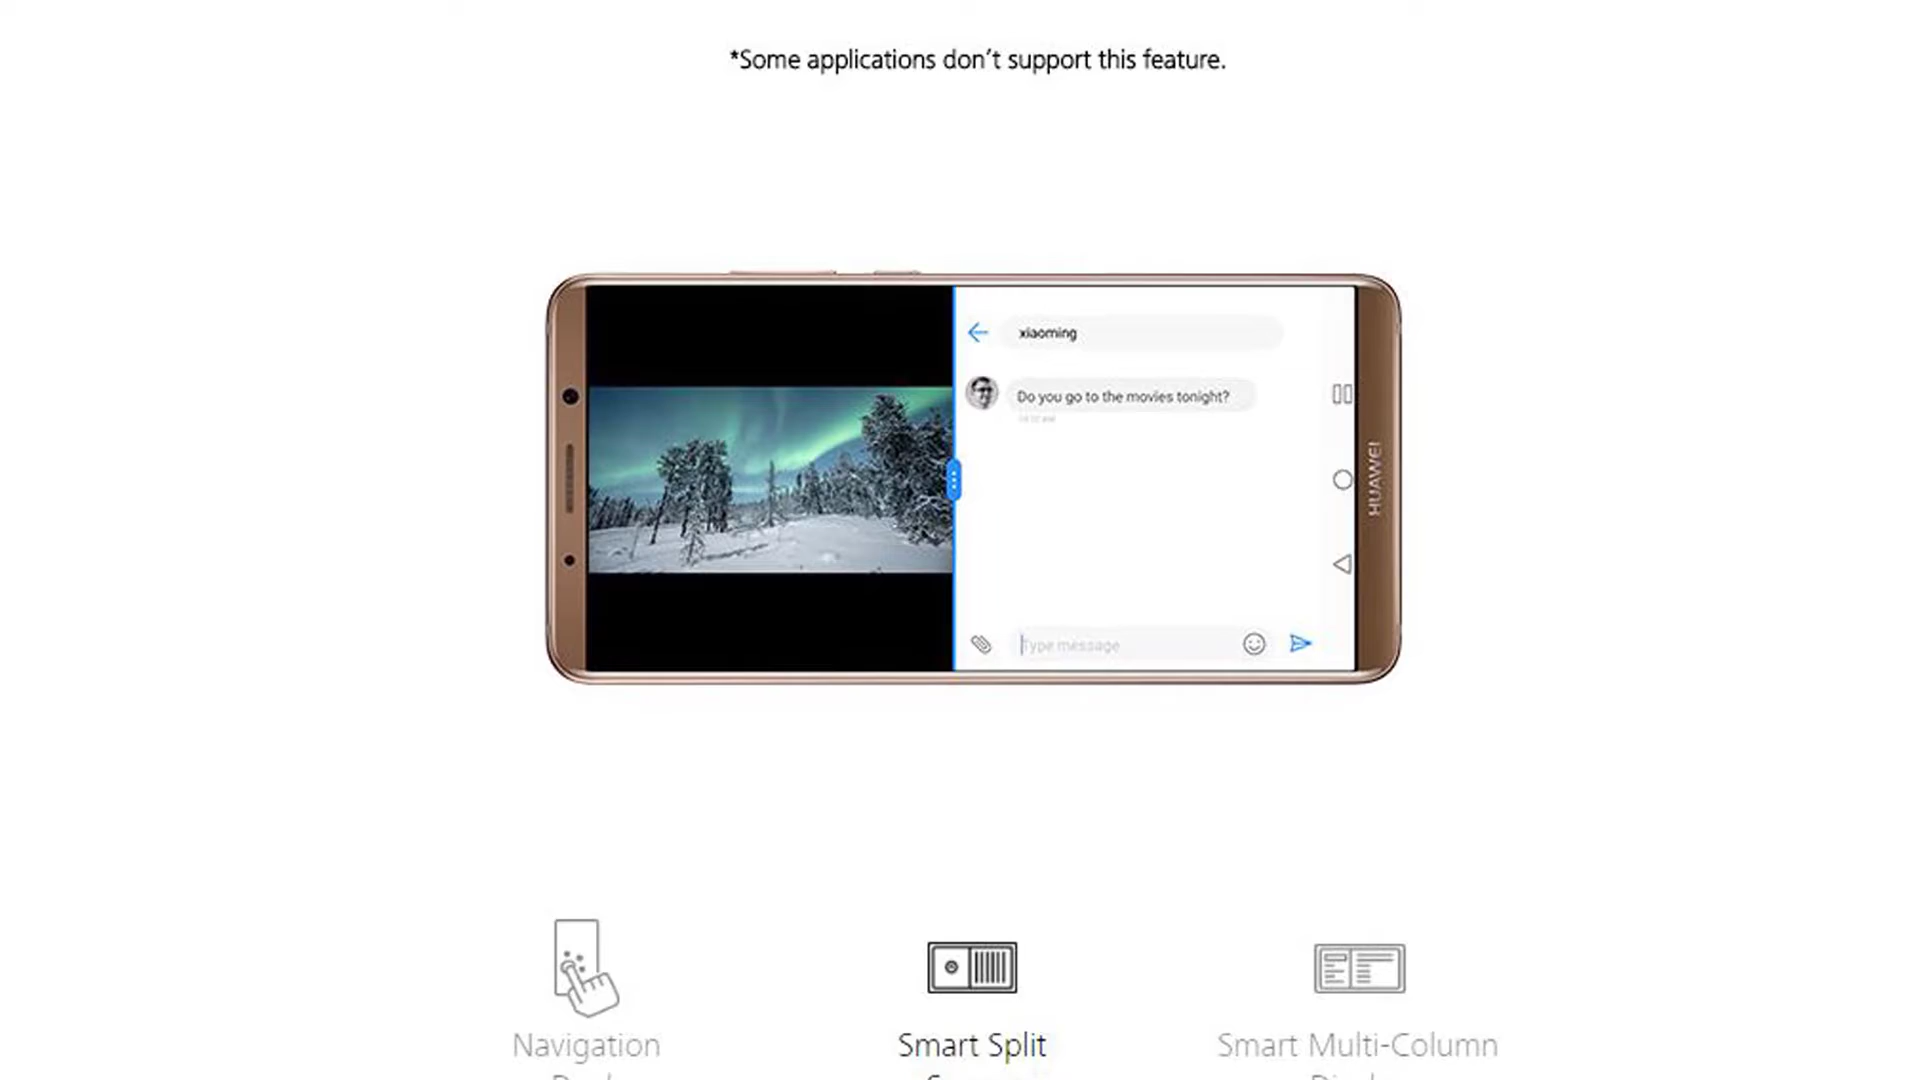 *Some applications don't support this feature.
xiaoming
Do you go to the movies tonight?
HUAWEI
Type message
Navigation
Smart Split
Smart Multi-Column